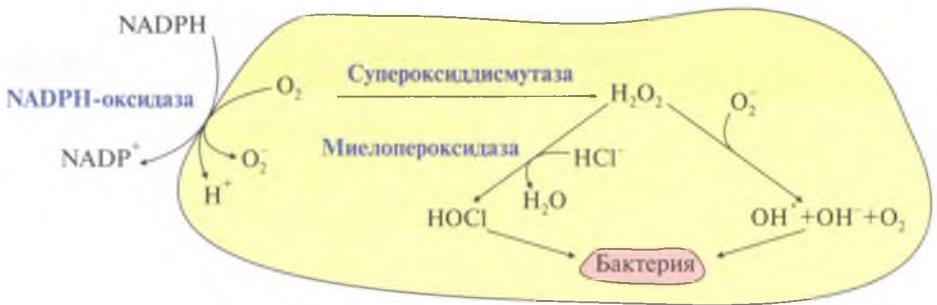 NADPH
NADPH-оксидаза
NADP⁺
O₂
O₂⁻
H⁺
Супероксиддисмутаза
H₂O₂
O₂⁻
Миелопероксидаза
HCl⁻
H₂O
HOCl
OH˙+OH⁻+O₂
Бактерия